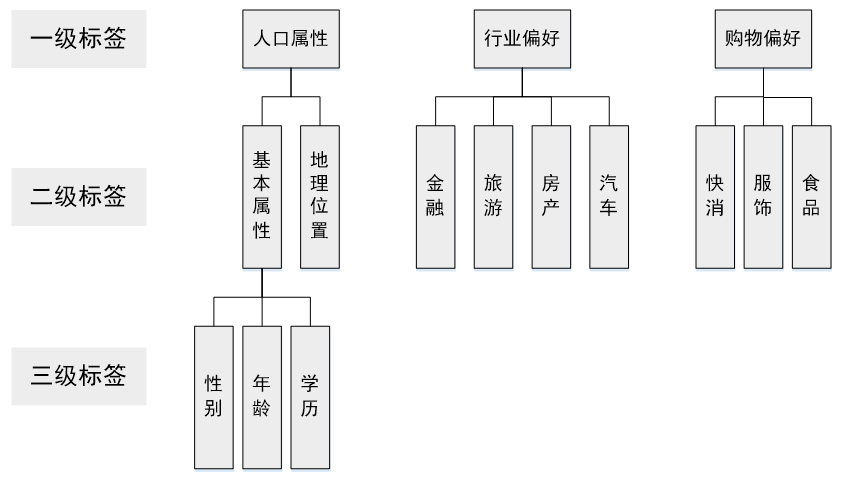 一级标签
人口属性
行业偏好
购物偏好
二级标签
基本属性
地理位置
金融
旅游
房产
汽车
快消
服饰
食品
三级标签
性别
年龄
学历